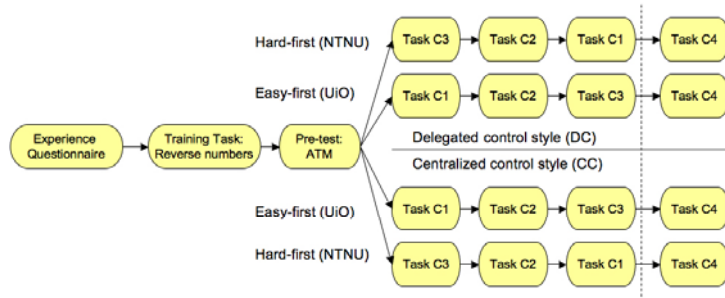 Hard-first (NTNU)
Task C3
Task C2
Task C1
Task C4
Easy-first (UiO)
Task C1
Task C2
Task C3
Task C4
Experience
Questionnaire
Training Task:
Reverse numbers
Pre-test:
ATM
Delegated control style (DC)
Centralized control style (CC)
Easy-first (UiO)
Task C1
Task C2
Task C3
Task C4
Hard-first (NTNU)
Task C3
Task C2
Task C1
Task C4